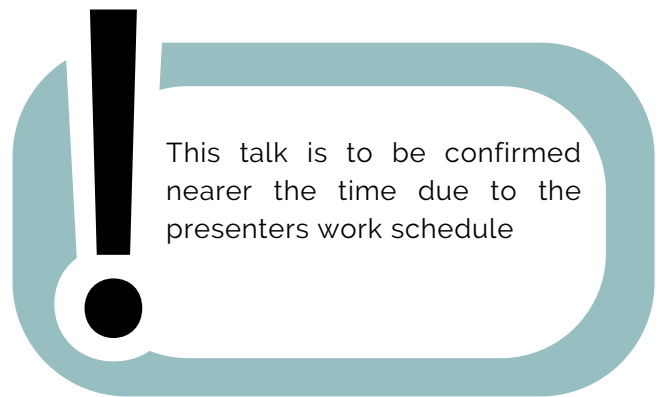 This talk is to be confirmed
nearer the time due to the
presenters work schedule